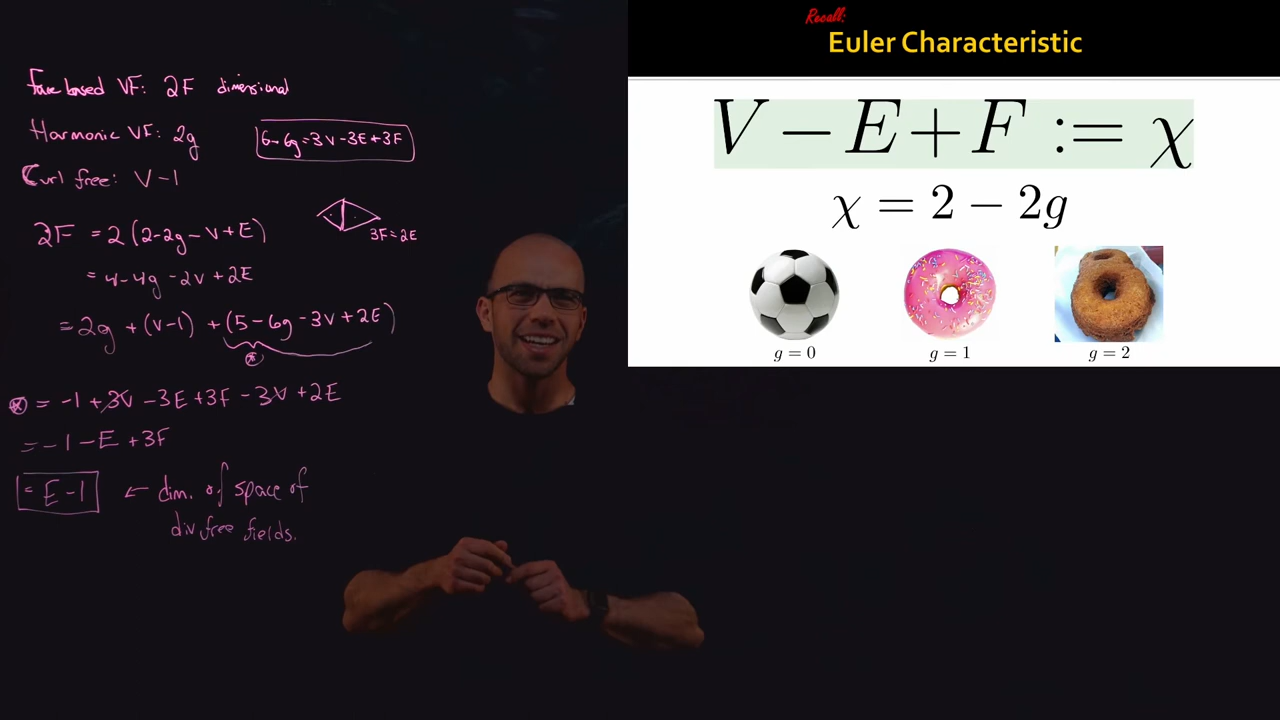 Face based VF: 2F dimensional
Harmonic VF: 2g
6-6g=3V-3E+3F
Curl free: V-1
2F = 2(2-2g-V+E)
3F=2E
= 4-4g-2V+2E
= 2g + (V-1) + (5-6g-3V+2E)
*
* = -1 + 3V - 3E + 3F - 3V + 2E
= -1 - E + 3F
= E-1 ← dim. of space of
div free fields.
Recall:
Euler Characteristic
V − E + F := χ
χ = 2 − 2g
g = 0
g = 1
g = 2